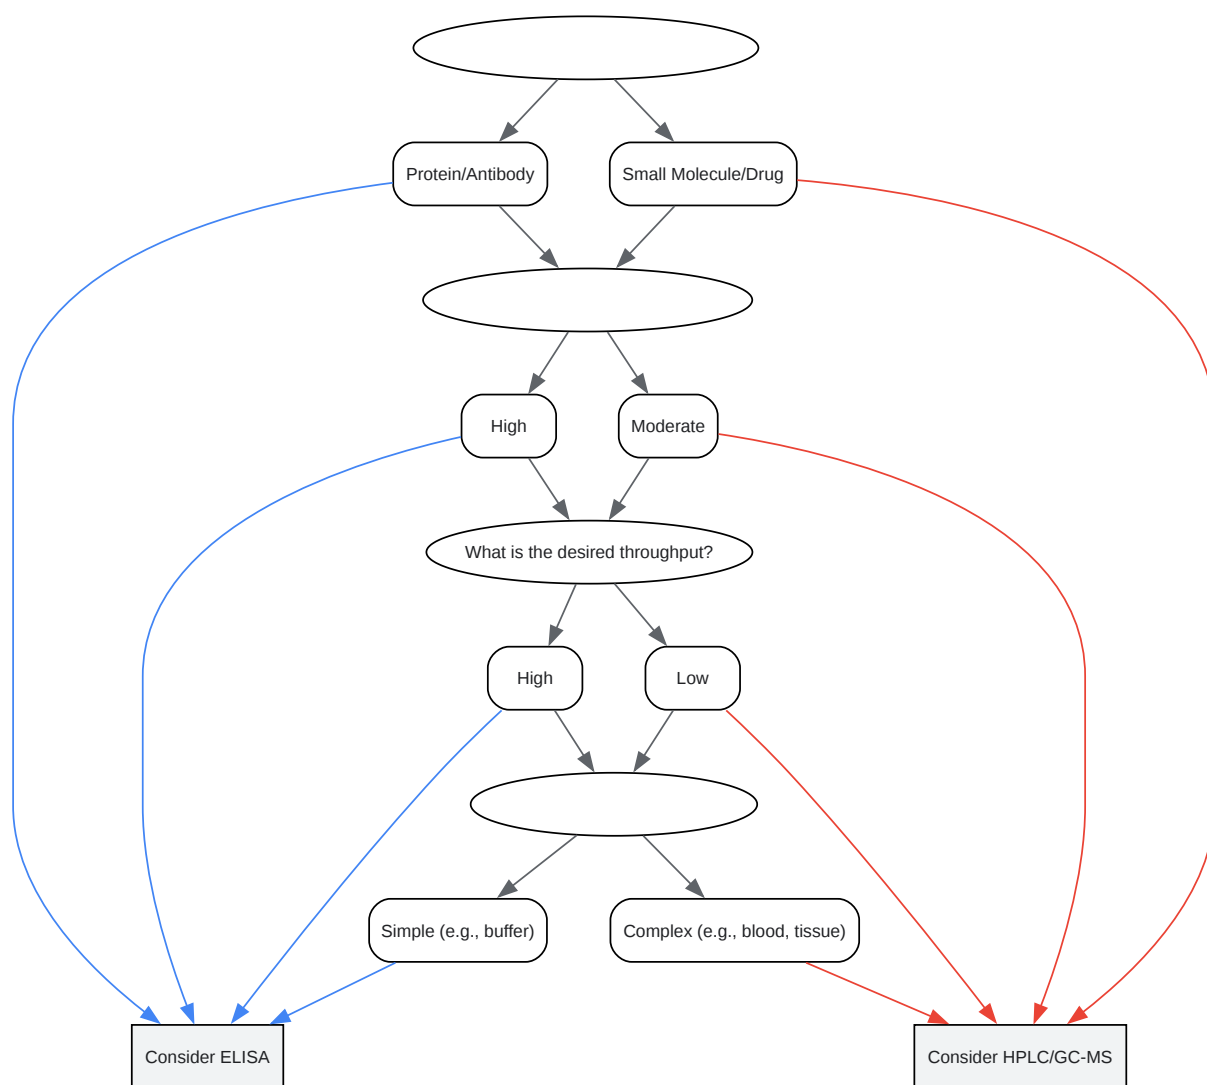 Protein/Antibody
Small Molecule/Drug
High
Moderate
What is the desired throughput?
High
Low
Simple (e.g., buffer)
Complex (e.g., blood, tissue)
Consider ELISA
Consider HPLC/GC-MS